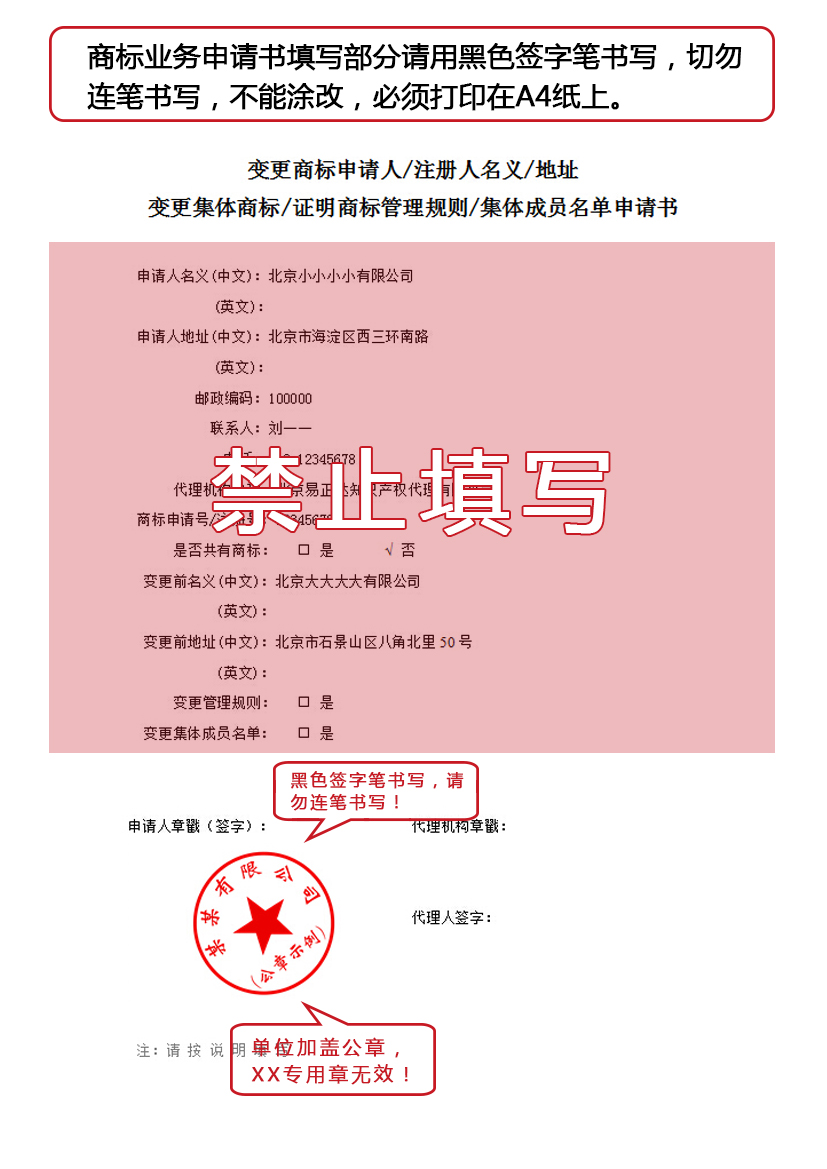 商标业务申请书填写部分请用黑色签字笔书写，切勿
连笔书写，不能涂改，必须打印在A4纸上。
变更商标申请人/注册人名义/地址
变更集体商标/证明商标管理规则/集体成员名单申请书
申请人名义(中文)：北京小小小小有限公司
(英文)：
申请人地址(中文)：北京市海淀区西三环南路
(英文)：
邮政编码：100000
联系人：刘一一
12345678
代理机 京易正达知识产权代理有
商标申请号/
禁止填写
是否共有商标： □ 是 √ 否
变更前名义(中文)：北京大大大大有限公司
(英文)：
变更前地址(中文)：北京市石景山区八角北里 50 号
(英文)：
变更管理规则： □ 是
变更集体成员名单： □ 是
黑色签字笔书写，请
勿连笔书写！
申请人章戳（签字）：
代理机构章戳：
某某有限公司
（公章示例）
代理人签字：
注：请 按 说 明
单位加盖公章，
XX专用章无效！